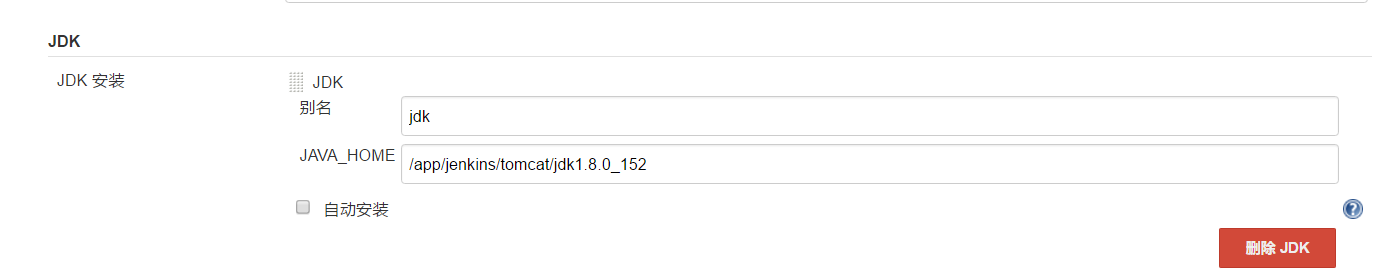 JDK
JDK 安装
JDK
别名
jdk
JAVA_HOME
/app/jenkins/tomcat/jdk1.8.0_152
自动安装
?
删除 JDK